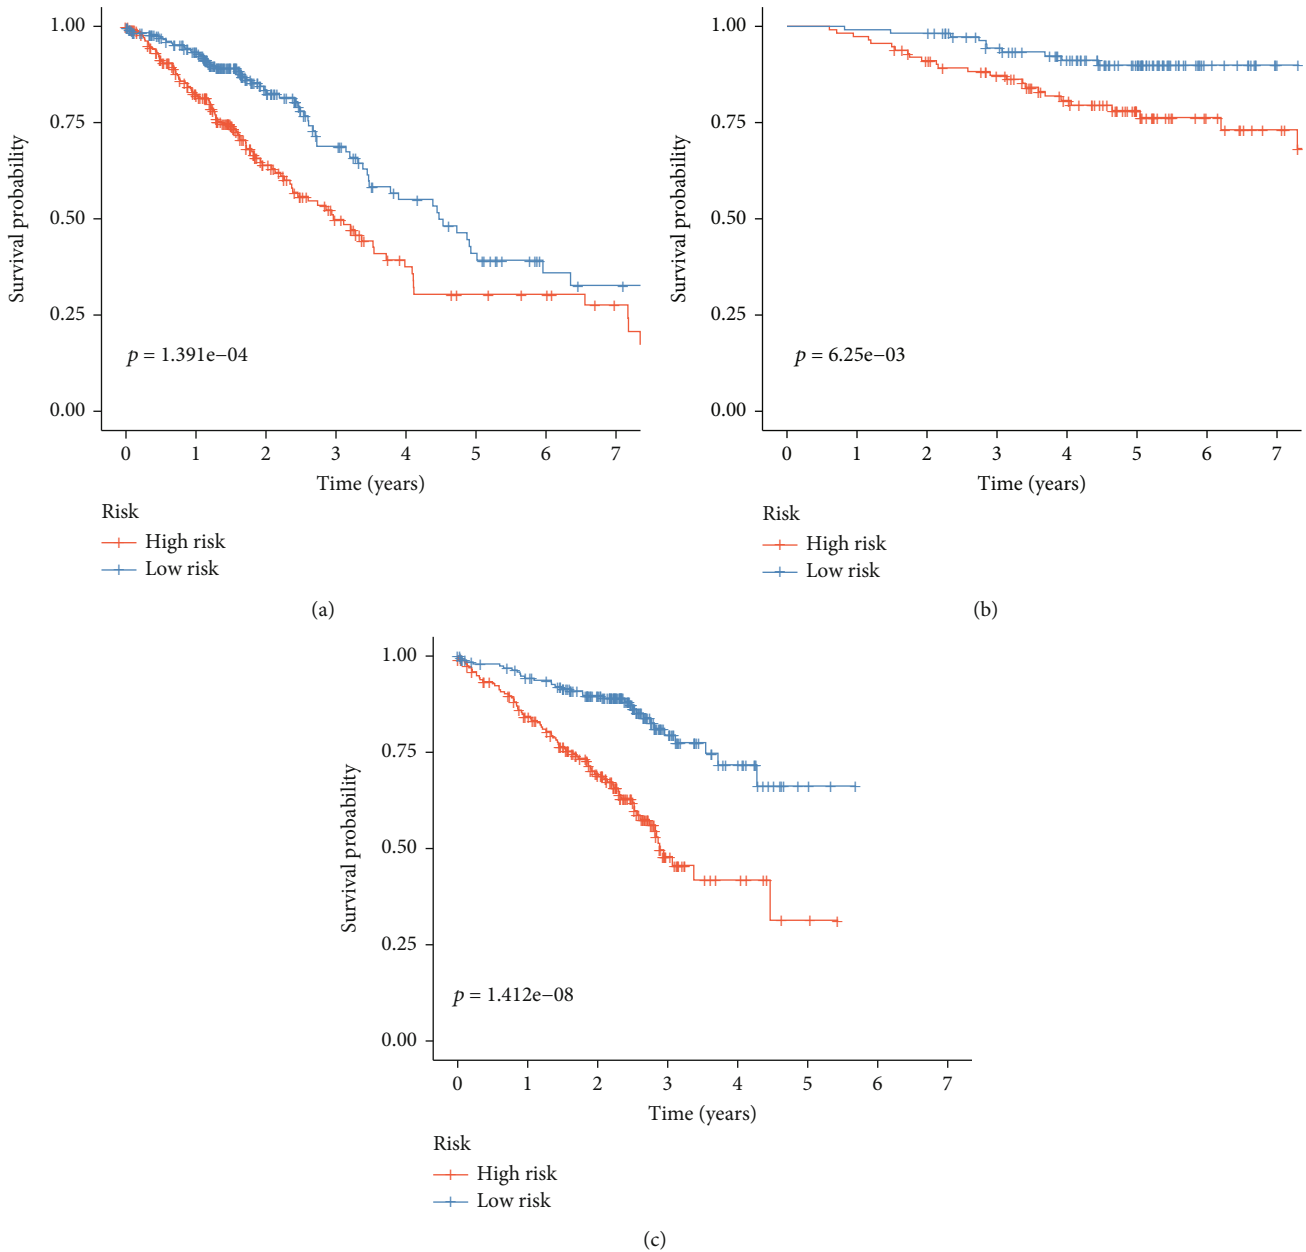 1.00
0.75
0.50
0.25
0.00
Survival probability
p = 1.391e−04
0 1 2 3 4 5 6 7
Time (years)
Risk
High risk
Low risk
(a)
1.00
0.75
0.50
0.25
0.00
Survival probability
p = 6.25e−03
0 1 2 3 4 5 6 7
Time (years)
Risk
High risk
Low risk
(b)
1.00
0.75
0.50
0.25
0.00
Survival probability
p = 1.412e−08
0 1 2 3 4 5 6 7
Time (years)
Risk
High risk
Low risk
(c)